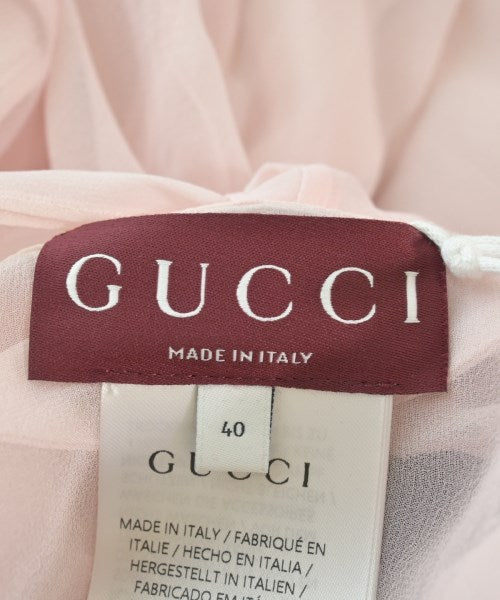 GUCCI
MADE IN ITALY
40
GUCCI
MADE IN ITALY / FABRIQUÉ EN
ITALIE / HECHO EN ITALIA /
HERGESTELLT IN ITALIEN /
FABRICADO EM ITÁLIA /